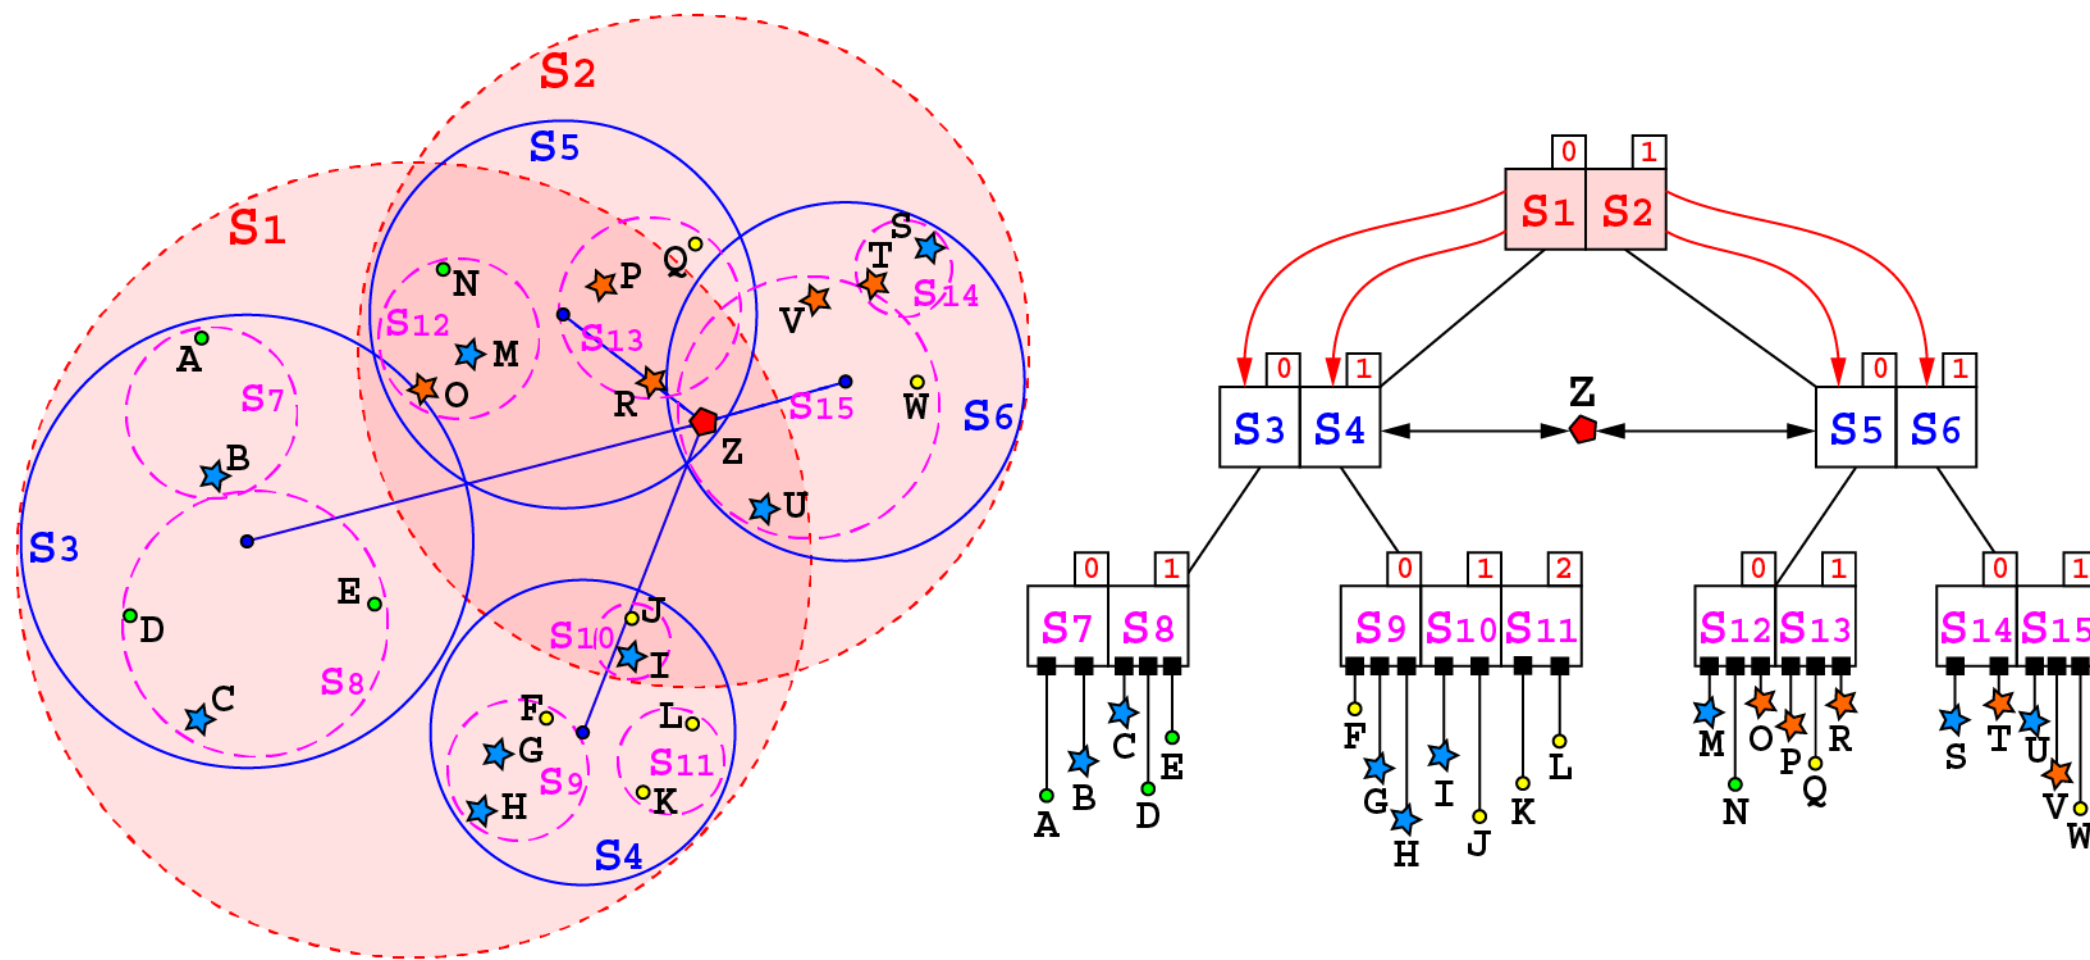 S2
S5
S1
S
T
Q
P
N
S14
S12
V
S13
M
A
S7
O
R
S15
W
S6
Z
B
U
S3
E
D
J
S10
I
S8
C
F
L
G
S9
S11
H
K
S4
0 1
S1 S2
0 1
Z
0 1
S3 S4
S5 S6
0 1
0 1 2
0 1
0 1
S7 S8
S9 S10 S11
S12 S13
S14 S15
A B C D E
F G H I J K L
M N O P Q R
S T U V W